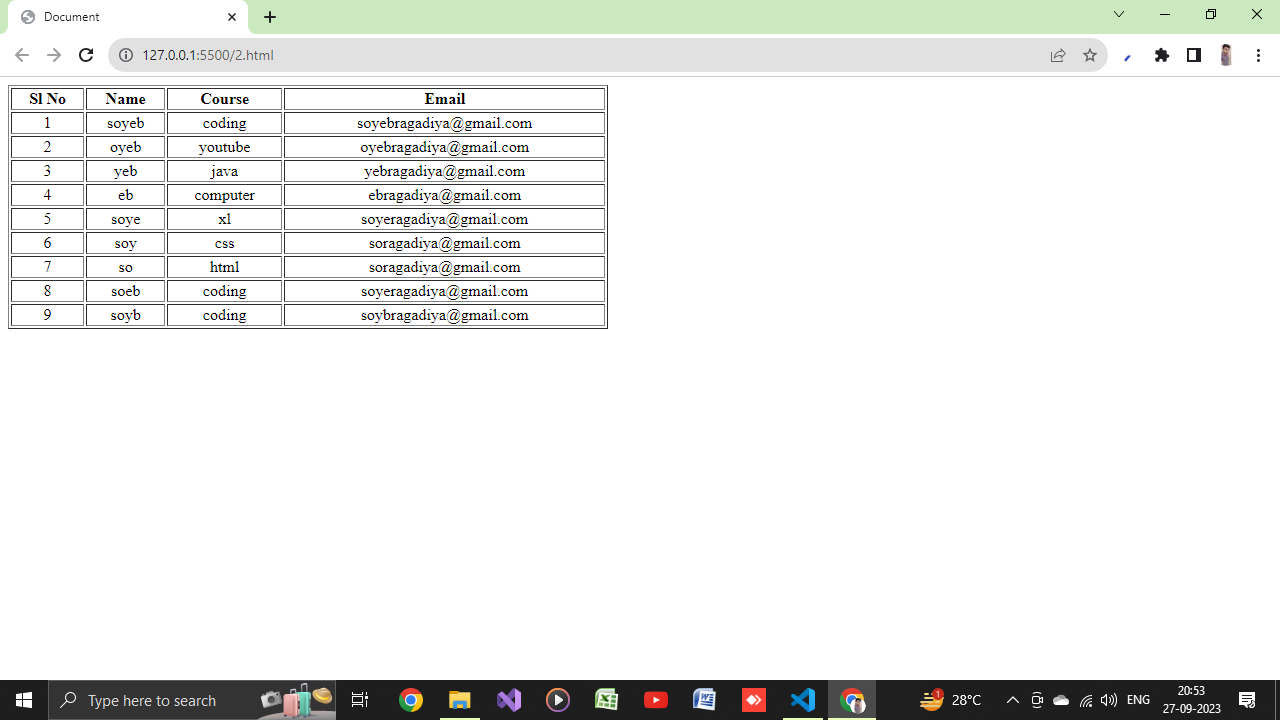 Document
127.0.0.1:5500/2.html
Sl No Name Course Email
1 soyeb coding soyebragadiya@gmail.com
2 oyeb youtube oyebragadiya@gmail.com
3 yeb java yebragadiya@gmail.com
4 eb computer ebragadiya@gmail.com
5 soye xl soyeragadiya@gmail.com
6 soy css soragadiya@gmail.com
7 so html soragadiya@gmail.com
8 soeb coding soyeragadiya@gmail.com
9 soyb coding soybragadiya@gmail.com
Type here to search 1 28°C ENG 20:53
27-09-2023